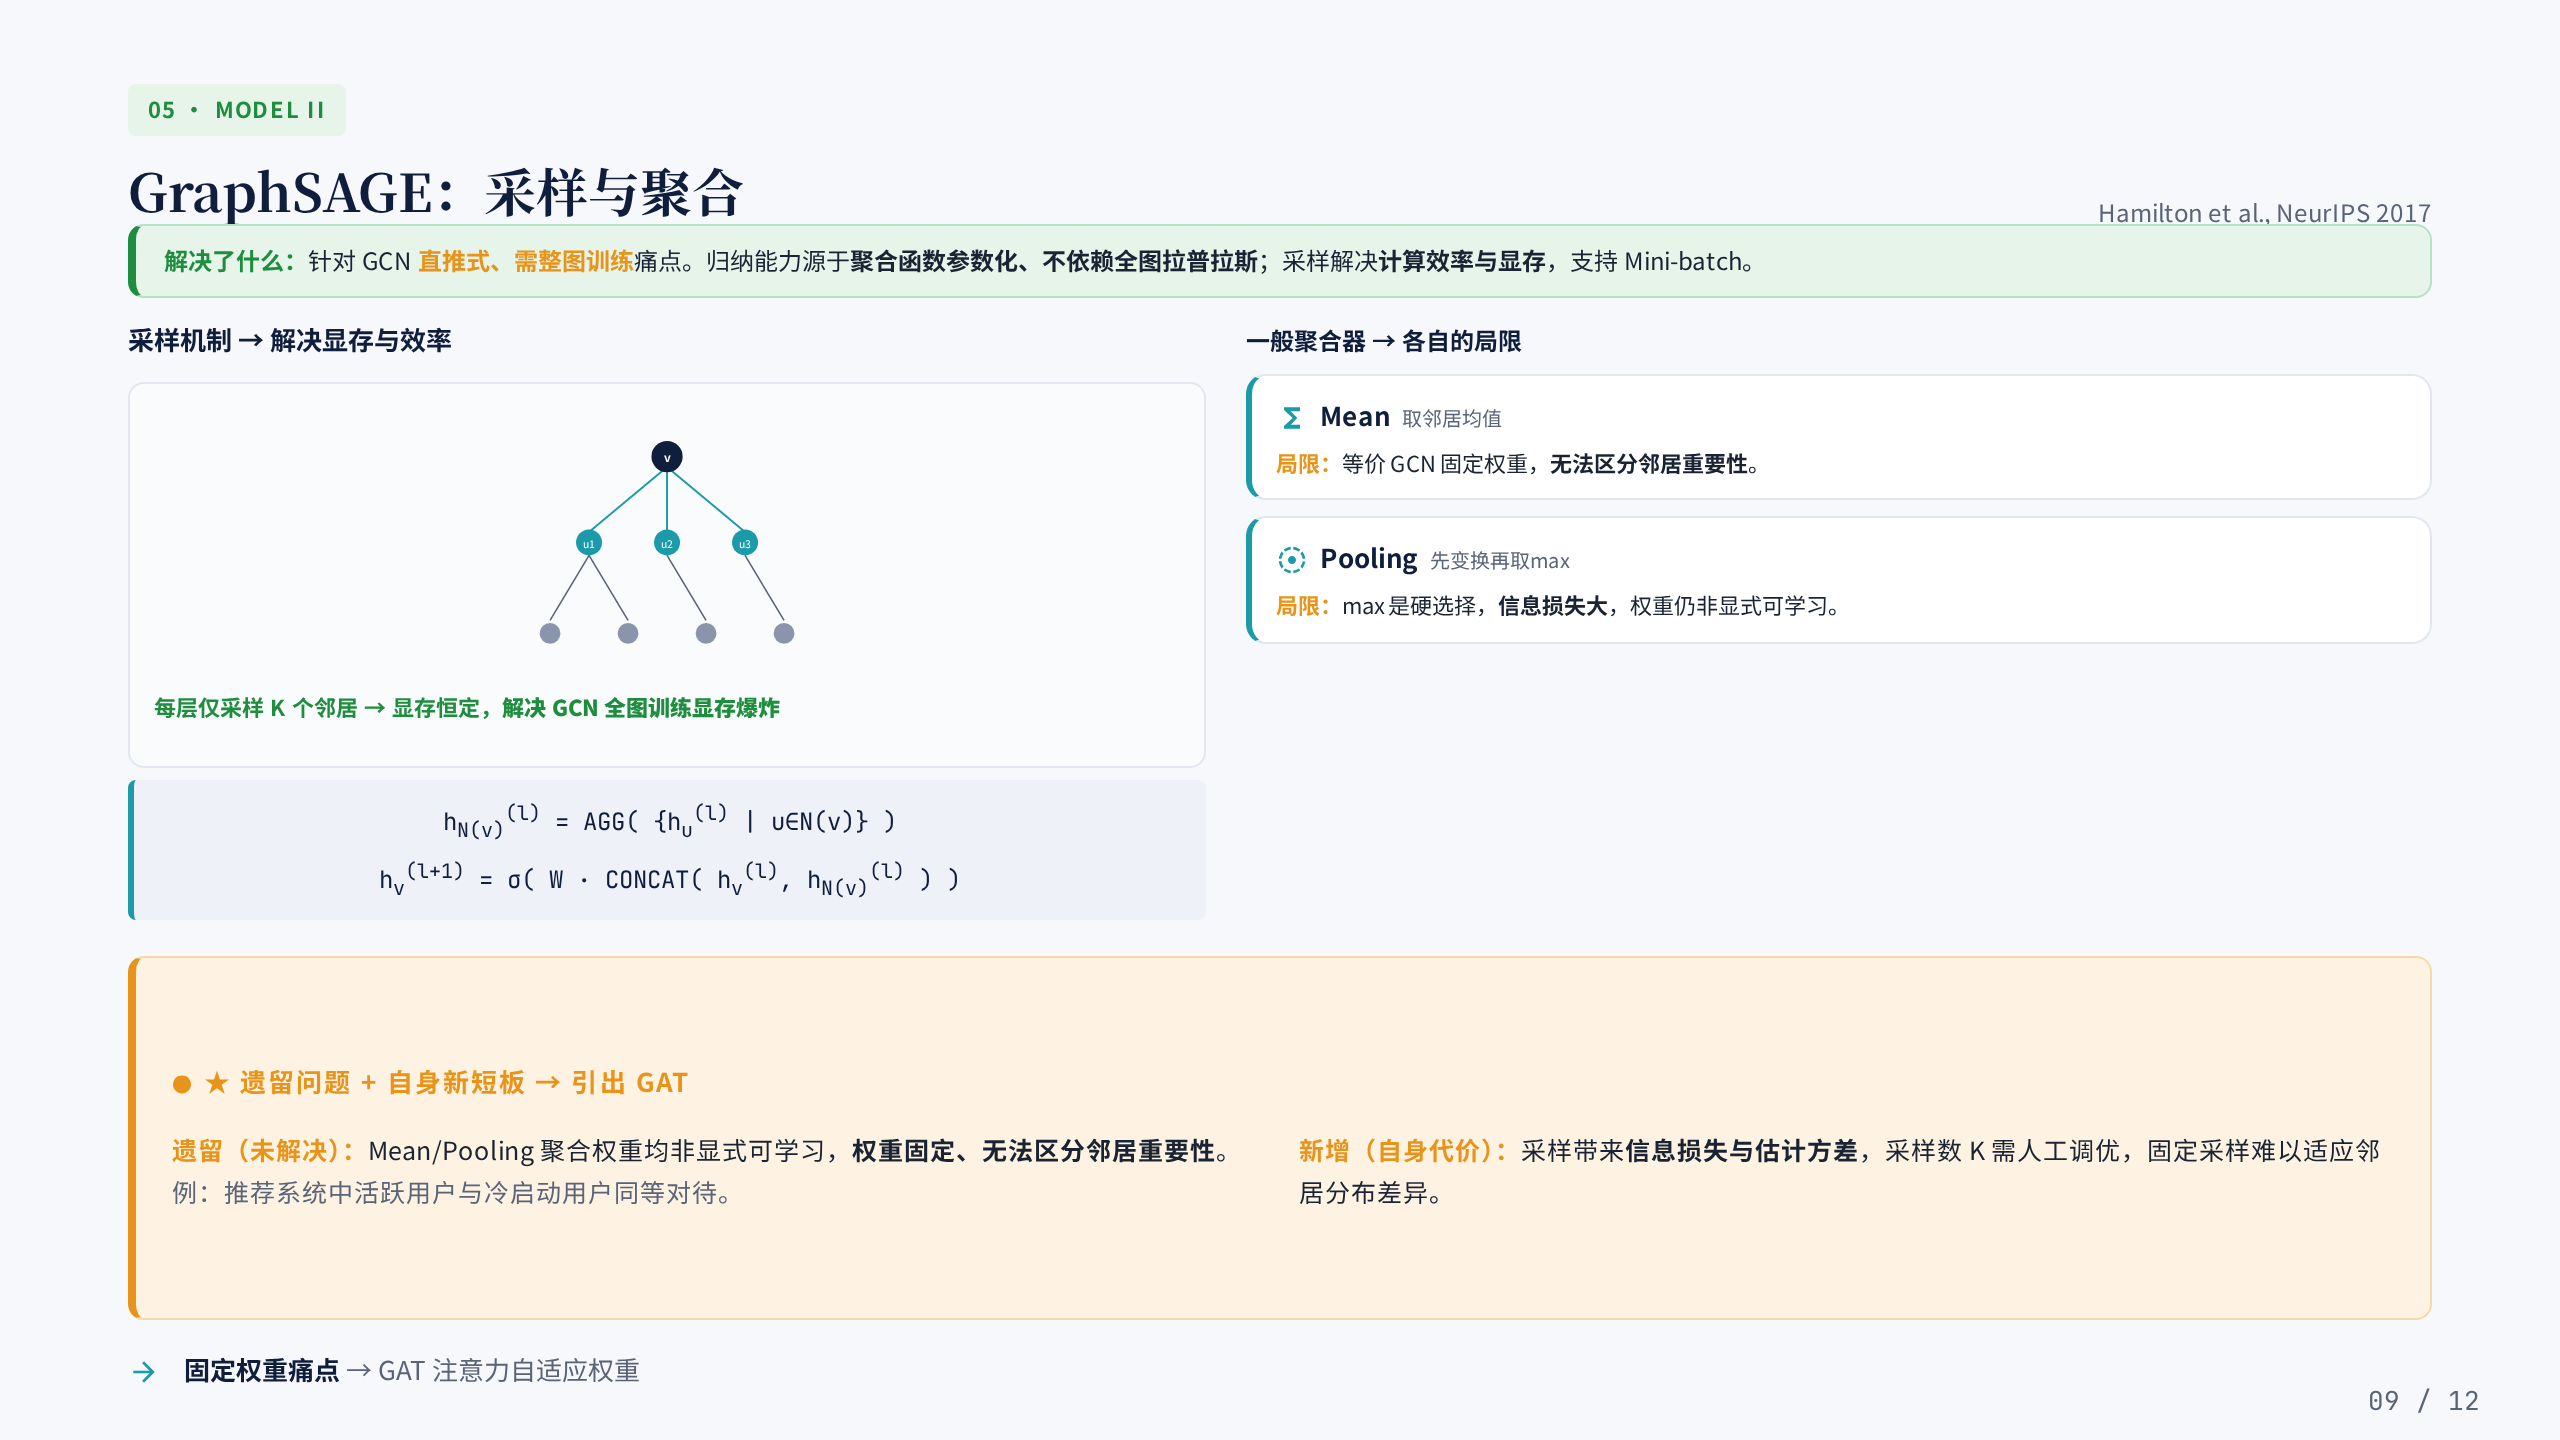 05 · MODEL II
GraphSAGE：采样与聚合
Hamilton et al., NeurIPS 2017
解决了什么：针对 GCN 直推式、需整图训练痛点。归纳能力源于聚合函数参数化、不依赖全图拉普拉斯；采样解决计算效率与显存，支持 Mini-batch。
采样机制 → 解决显存与效率
v
u1 u2 u3
每层仅采样 K 个邻居 → 显存恒定，解决 GCN 全图训练显存爆炸
h_N(v)^(l) = AGG( {h_u^(l) | u∈N(v)} )
h_v^(l+1) = σ( W · CONCAT( h_v^(l), h_N(v)^(l) ) )
一般聚合器 → 各自的局限
Σ Mean 取邻居均值
局限：等价 GCN 固定权重，无法区分邻居重要性。
Pooling 先变换再取max
局限：max 是硬选择，信息损失大，权重仍非显式可学习。
● ★ 遗留问题 + 自身新短板 → 引出 GAT
遗留（未解决）：Mean/Pooling 聚合权重均非显式可学习，权重固定、无法区分邻居重要性。
例：推荐系统中活跃用户与冷启动用户同等对待。
新增（自身代价）：采样带来信息损失与估计方差，采样数 K 需人工调优，固定采样难以适应邻
居分布差异。
→ 固定权重痛点 → GAT 注意力自适应权重
09 / 12